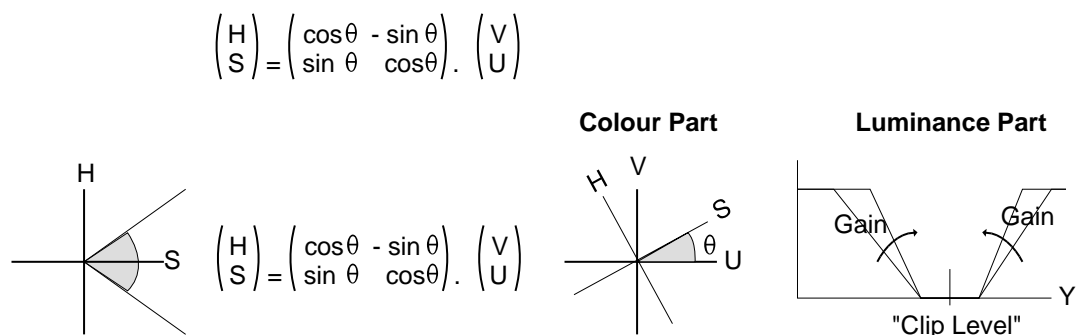 (H) = (cosθ - sin θ) . (V)
(S) (sin θ cosθ) (U)
Colour Part
Luminance Part
H
S
(H) = (cosθ - sin θ) . (V)
(S) (sin θ cosθ) (U)
V
H
S
θ
U
Gain
Gain
Y
"Clip Level"